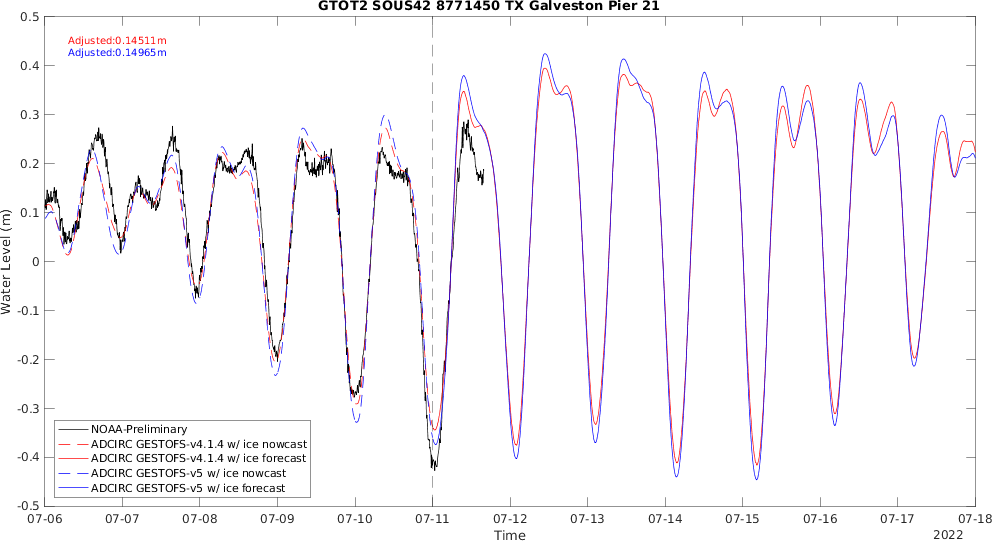 GTOT2 SOUS42 8771450 TX Galveston Pier 21
Adjusted:0.14511m
Adjusted:0.14965m
0.5
0.4
0.3
0.2
0.1
0
-0.1
-0.2
-0.3
-0.4
-0.5
Water Level (m)
NOAA-Preliminary
ADCIRC GESTOFS-v4.1.4 w/ ice nowcast
ADCIRC GESTOFS-v4.1.4 w/ ice forecast
ADCIRC GESTOFS-v5 w/ ice nowcast
ADCIRC GESTOFS-v5 w/ ice forecast
07-06 07-07 07-08 07-09 07-10 07-11 07-12 07-13 07-14 07-15 07-16 07-17 07-18
Time
2022